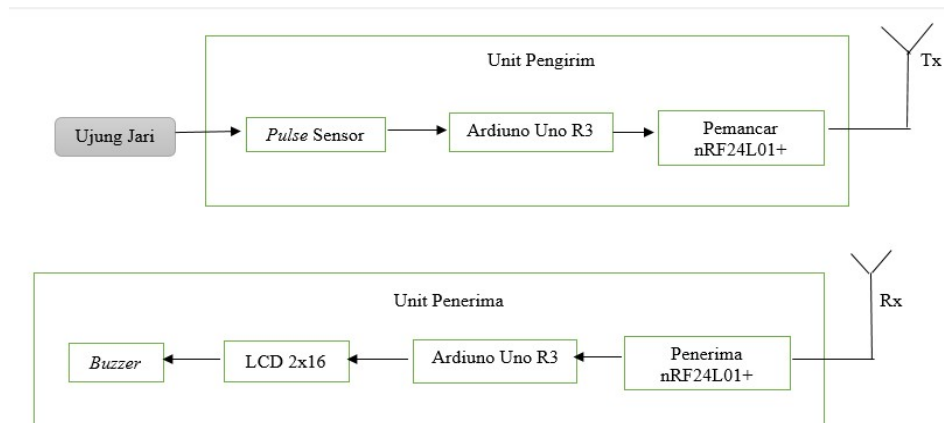 Unit Pengirim
Tx
Ujung Jari
Pulse Sensor
Ardiuno Uno R3
Pemancar
nRF24L01+
Unit Penerima
Rx
Buzzer
LCD 2x16
Ardiuno Uno R3
Penerima
nRF24L01+